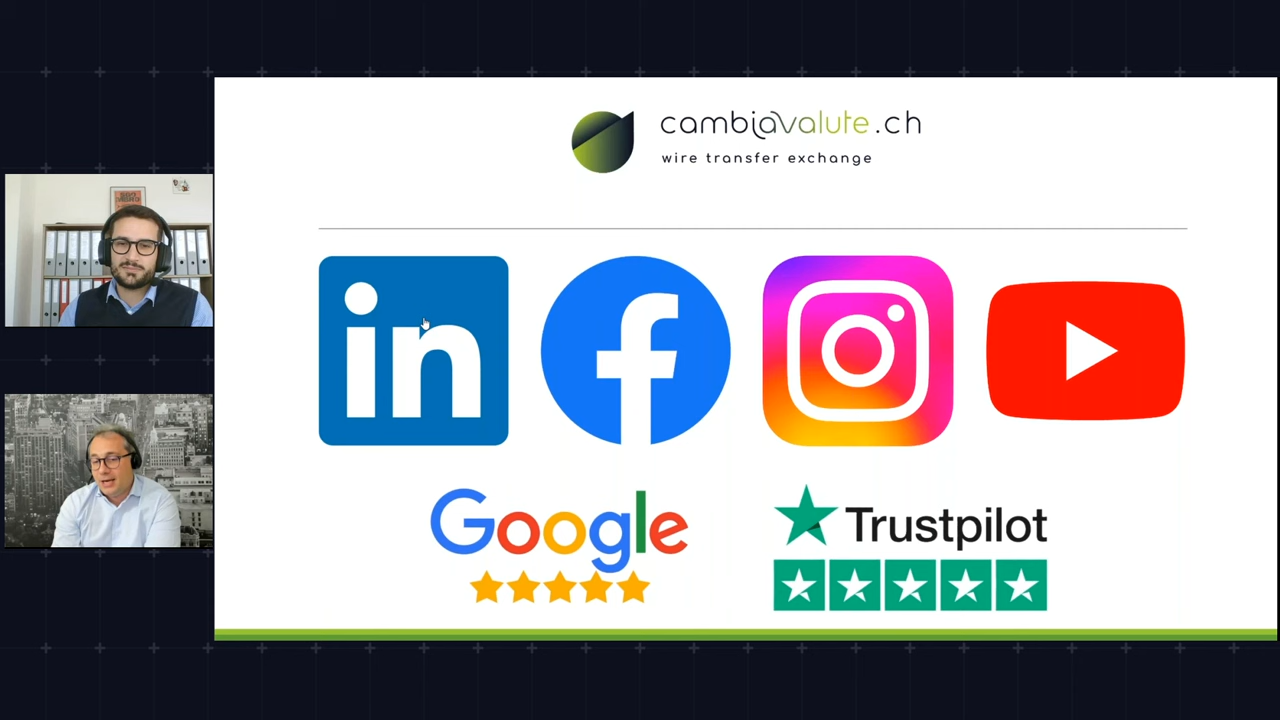 cambiavalute.ch
wire transfer exchange
in
f
Google
Trustpilot